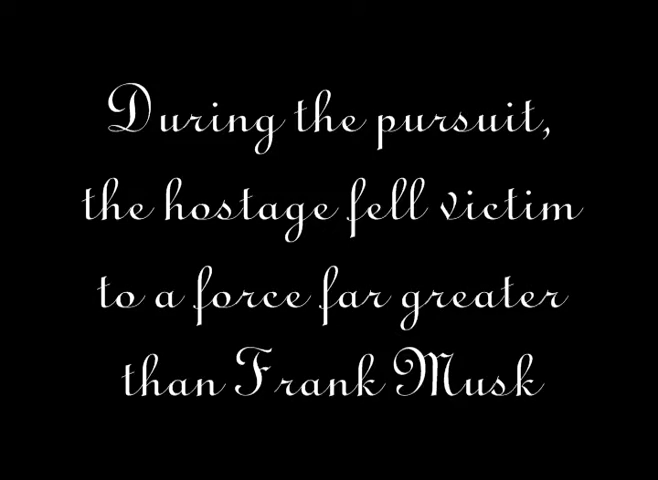 During the pursuit,
the hostage fell victim
to a force far greater
than Frank Musk